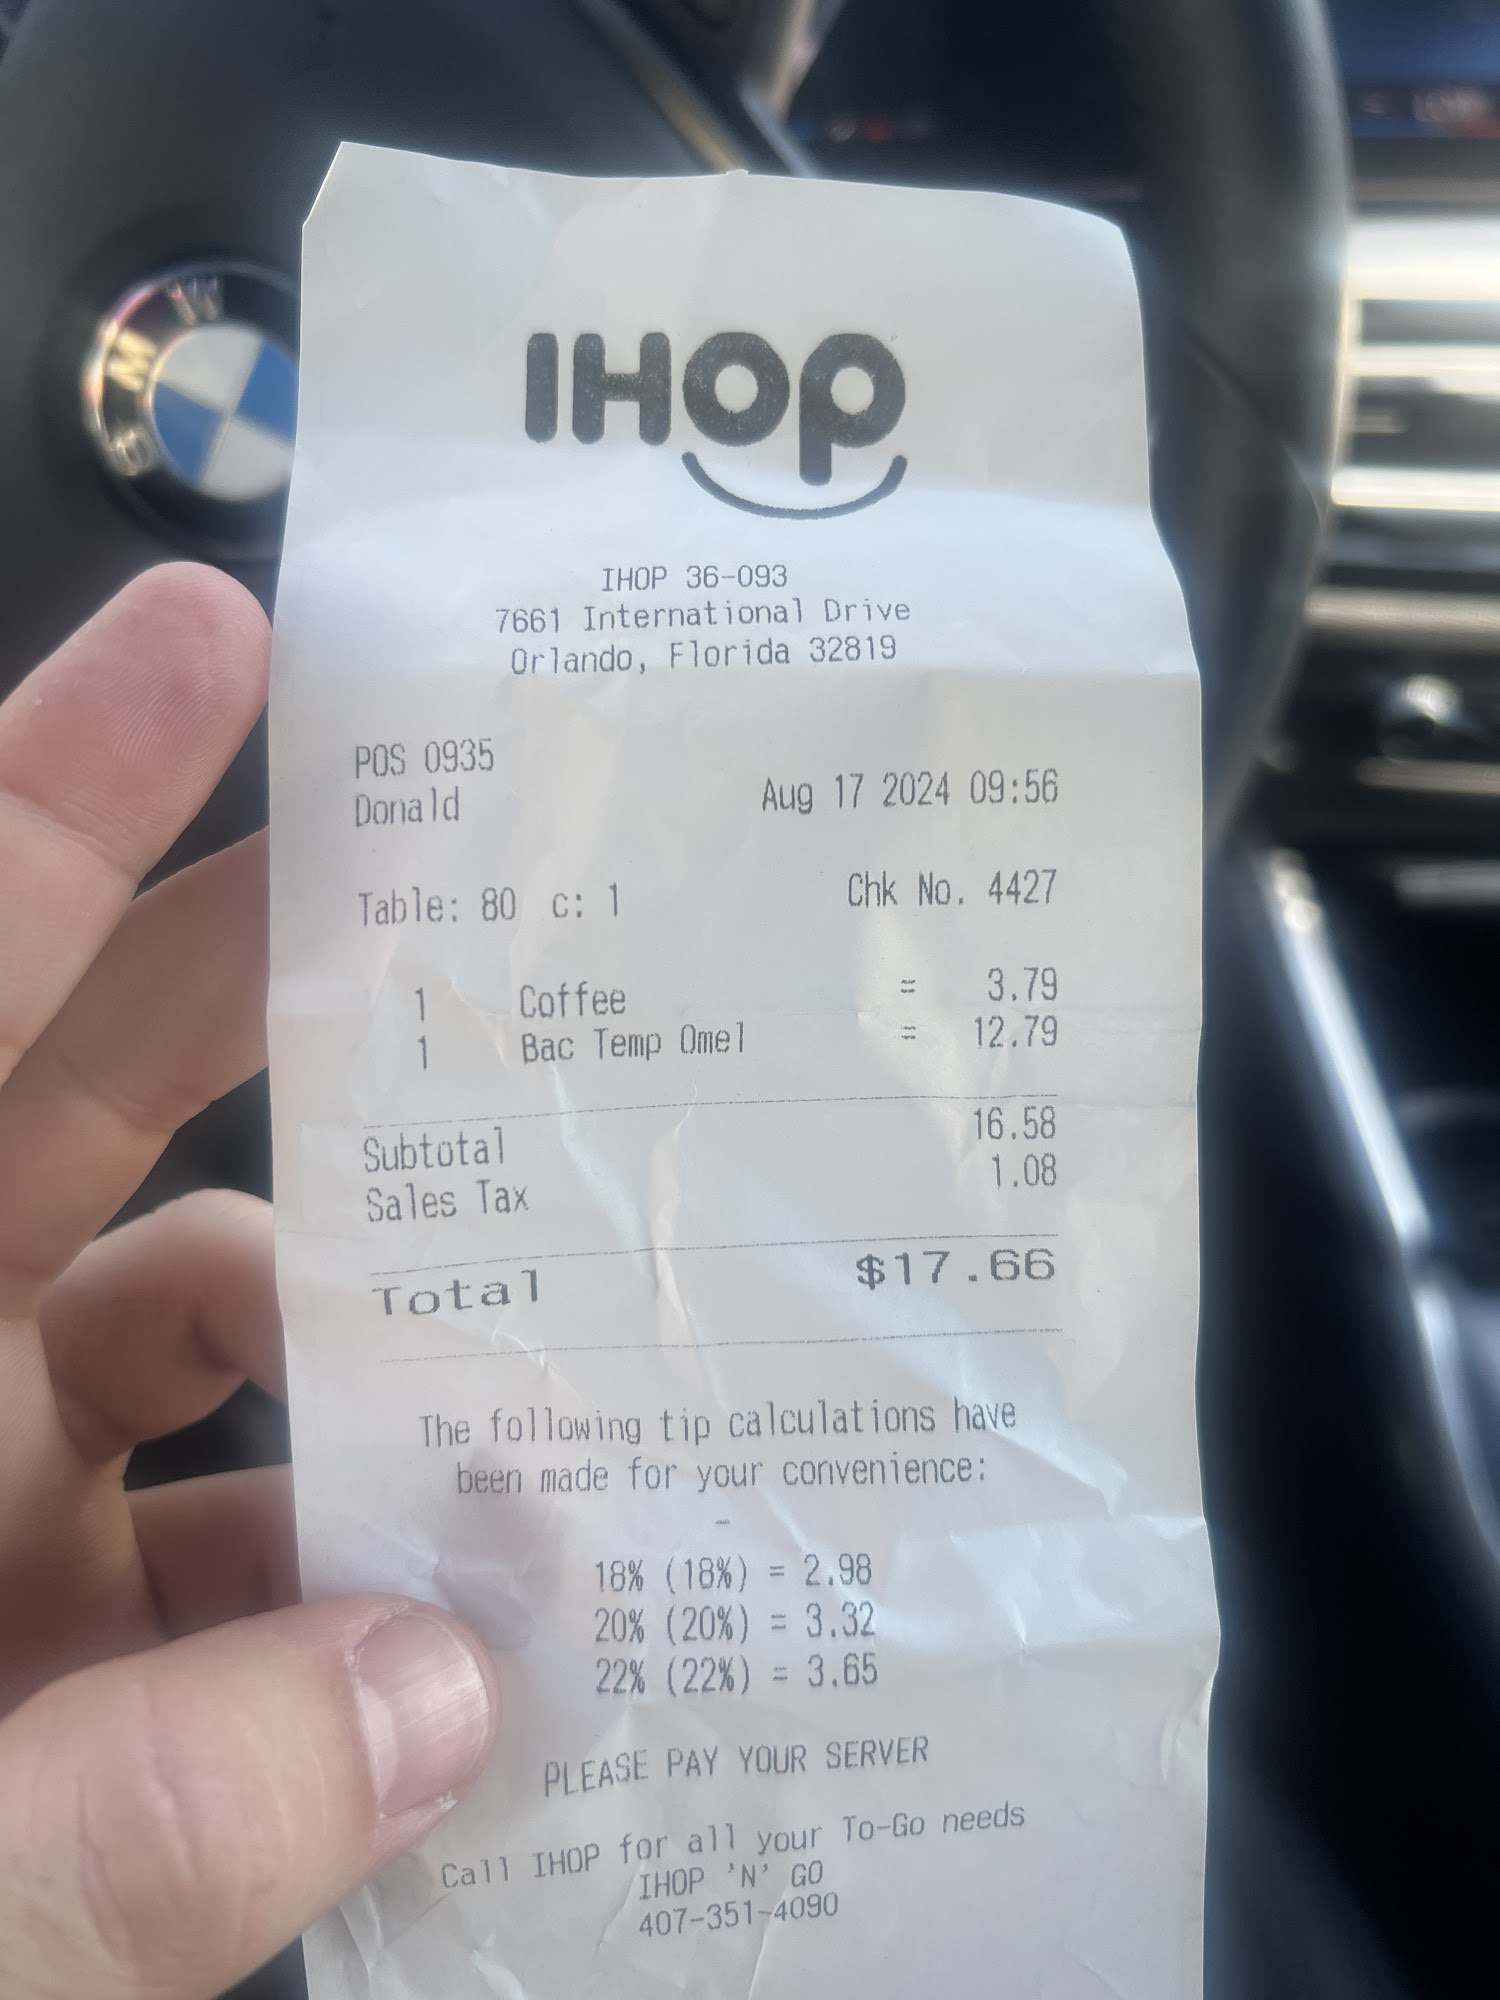 BMW
IHOP
IHOP 36-093
7661 International Drive
Orlando, Florida 32819
POS 0935
Donald
Aug 17 2024 09:56
Table: 80 c: 1 Chk No. 4427
1 Coffee = 3.79
1 Bac Temp Omel = 12.79
Subtotal 16.58
Sales Tax 1.08
Total $17.66
The following tip calculations have
been made for your convenience:
-
18% (18%) = 2.98
20% (20%) = 3.32
22% (22%) = 3.65
PLEASE PAY YOUR SERVER
Call IHOP for all your To-Go needs
IHOP 'N' GO
407-351-4090